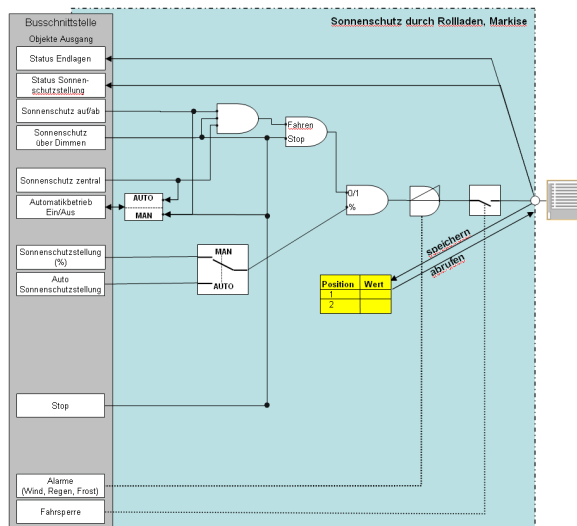 Busschnittstelle
Objekte Ausgang
Sonnenschutz durch Rollladen, Markise
Status Endlagen
Status Sonnen-
schutzstellung
Sonnenschutz auf/ab
Sonnenschutz
über Dimmen
Fahren
Stop
Sonnenschutz zentral
Automatikbetrieb
Ein/Aus
AUTO
MAN
0/1
%
Sonnenschutzstellung
(%)
Auto
Sonnenschutzstellung
MAN
AUTO
speichern
abrufen
Position Wert
1
2
Stop
Alarme
(Wind, Regen, Frost)
Fahrsperre